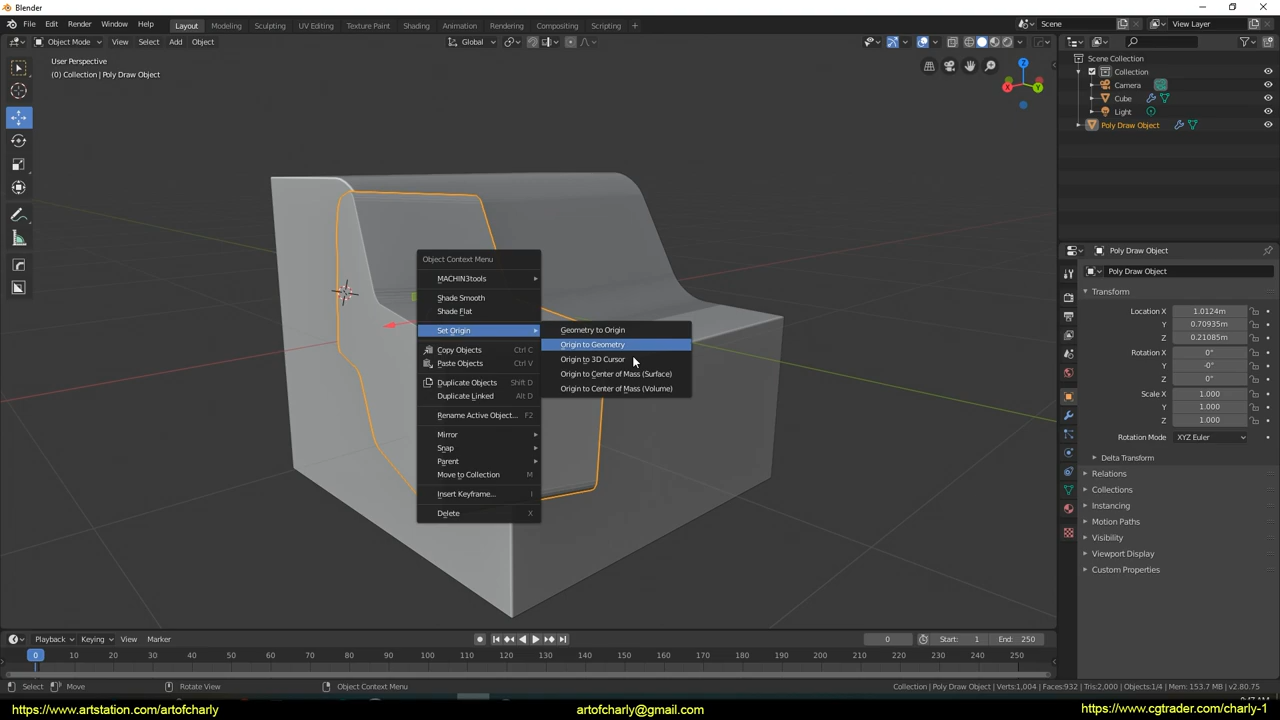 Blender
File Edit Render Window Help Layout Modeling Sculpting UV Editing Texture Paint Shading Animation Rendering Compositing Scripting + Scene View Layer
Object Mode View Select Add Object Global
User Perspective
(0) Collection | Poly Draw Object
Z
X Y
Scene Collection
Collection
Camera
Cube
Light
Poly Draw Object
Object Context Menu
MACHIN3tools
Shade Smooth
Shade Flat
Set Origin
Copy Objects Ctrl C
Paste Objects Ctrl V
Duplicate Objects Shift D
Duplicate Linked Alt D
Rename Active Object... F2
Mirror
Snap
Parent
Move to Collection M
Insert Keyframe... I
Delete X
Geometry to Origin
Origin to Geometry
Origin to 3D Cursor
Origin to Center of Mass (Surface)
Origin to Center of Mass (Volume)
Poly Draw Object
Poly Draw Object
Transform
Location X 1.0124m
Y 0.70935m
Z 0.21085m
Rotation X 0°
Y -0°
Z 0°
Scale X 1.000
Y 1.000
Z 1.000
Rotation Mode XYZ Euler
Delta Transform
Relations
Collections
Instancing
Motion Paths
Visibility
Viewport Display
Custom Properties
Playback Keying View Marker 0 Start: 1 End: 250
0 10 20 30 40 50 60 70 80 90 100 110 120 130 140 150 160 170 180 190 200 210 220 230 240 250
Select Move Rotate View Object Context Menu Collection | Poly Draw Object | Verts:1,004 | Faces:932 | Tris:2,000 | Objects:1/4 | Mem: 153.7 MB | v2.80.75
https://www.artstation.com/artofcharly artofcharly@gmail.com https://www.cgtrader.com/charly-1